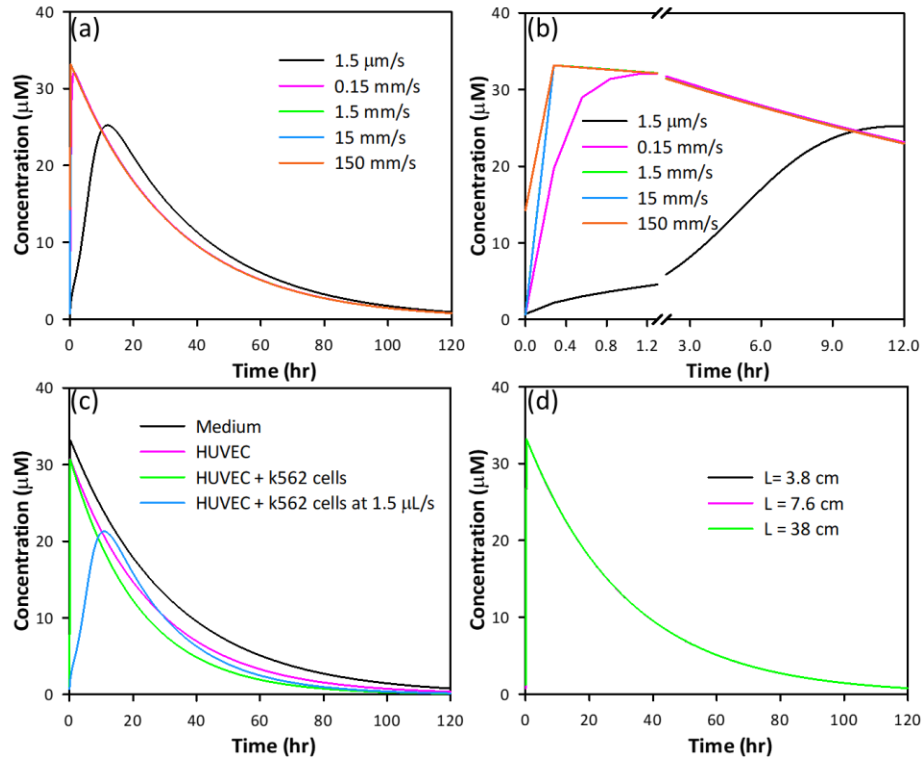 (a)
Concentration (μM)
40
30
20
10
0
1.5 μm/s
0.15 mm/s
1.5 mm/s
15 mm/s
150 mm/s
0 20 40 60 80 100 120
Time (hr)
(b)
Concentration (μM)
40
30
20
10
0
1.5 μm/s
0.15 mm/s
1.5 mm/s
15 mm/s
150 mm/s
0.0 0.4 0.8 1.2 3.0 6.0 9.0 12.0
Time (hr)
(c)
Concentration (μM)
40
30
20
10
0
Medium
HUVEC
HUVEC + k562 cells
HUVEC + k562 cells at 1.5 μL/s
0 20 40 60 80 100 120
Time (hr)
(d)
Concentration (μM)
40
30
20
10
0
L= 3.8 cm
L = 7.6 cm
L = 38 cm
0 20 40 60 80 100 120
Time (hr)